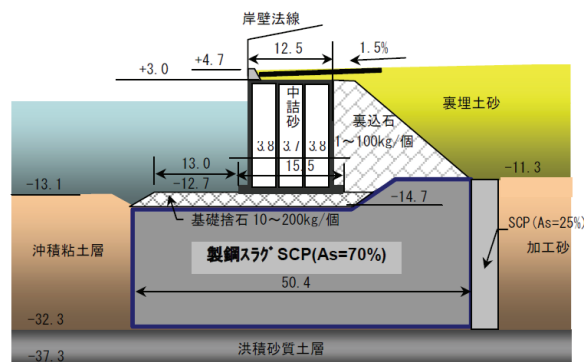 岸壁法線
12.5
1.5%
+4.7
+3.0
中詰砂
裏埋土砂
裏込石
1～100kg/個
3.8
3.7
3.8
13.0
15.5
-11.3
-13.1
-12.7
-14.7
基礎捨石 10～200kg/個
SCP(As=25%)
加工砂
沖積粘土層
製鋼スラグSCP(As=70%)
50.4
-32.3
洪積砂質土層
-37.3